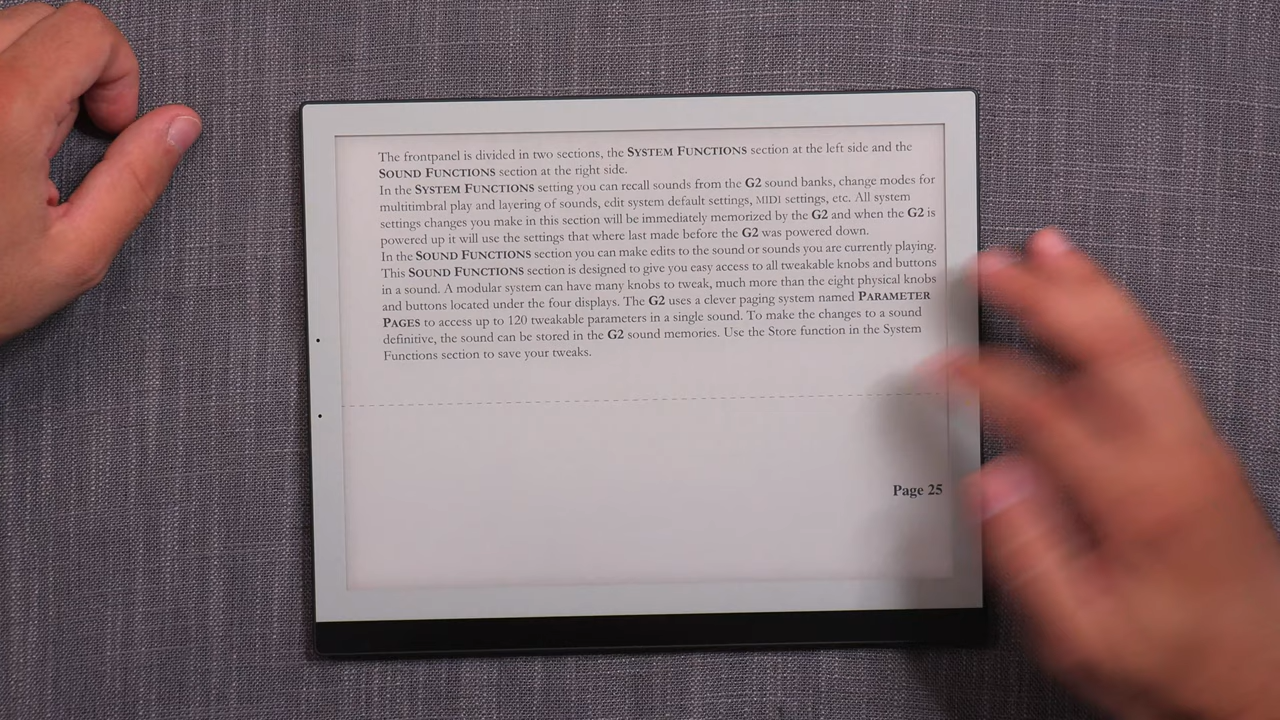 The frontpanel is divided in two sections, the SYSTEM FUNCTIONS section at the left side and the
SOUND FUNCTIONS section at the right side.
In the SYSTEM FUNCTIONS setting you can recall sounds from the G2 sound banks, change modes for
multitimbral play and layering of sounds, edit system default settings, MIDI settings, etc. All system
settings changes you make in this section will be immediately memorized by the G2 and when the G2 is
powered up it will use the settings that where last made before the G2 was powered down.
In the SOUND FUNCTIONS section you can make edits to the sound or sounds you are currently playing.
This SOUND FUNCTIONS section is designed to give you easy access to all tweakable knobs and buttons
in a sound. A modular system can have many knobs to tweak, much more than the eight physical knobs
and buttons located under the four displays. The G2 uses a clever paging system named PARAMETER
PAGES to access up to 120 tweakable parameters in a single sound. To make the changes to a sound
definitive, the sound can be stored in the G2 sound memories. Use the Store function in the System
Functions section to save your tweaks.
Page 25